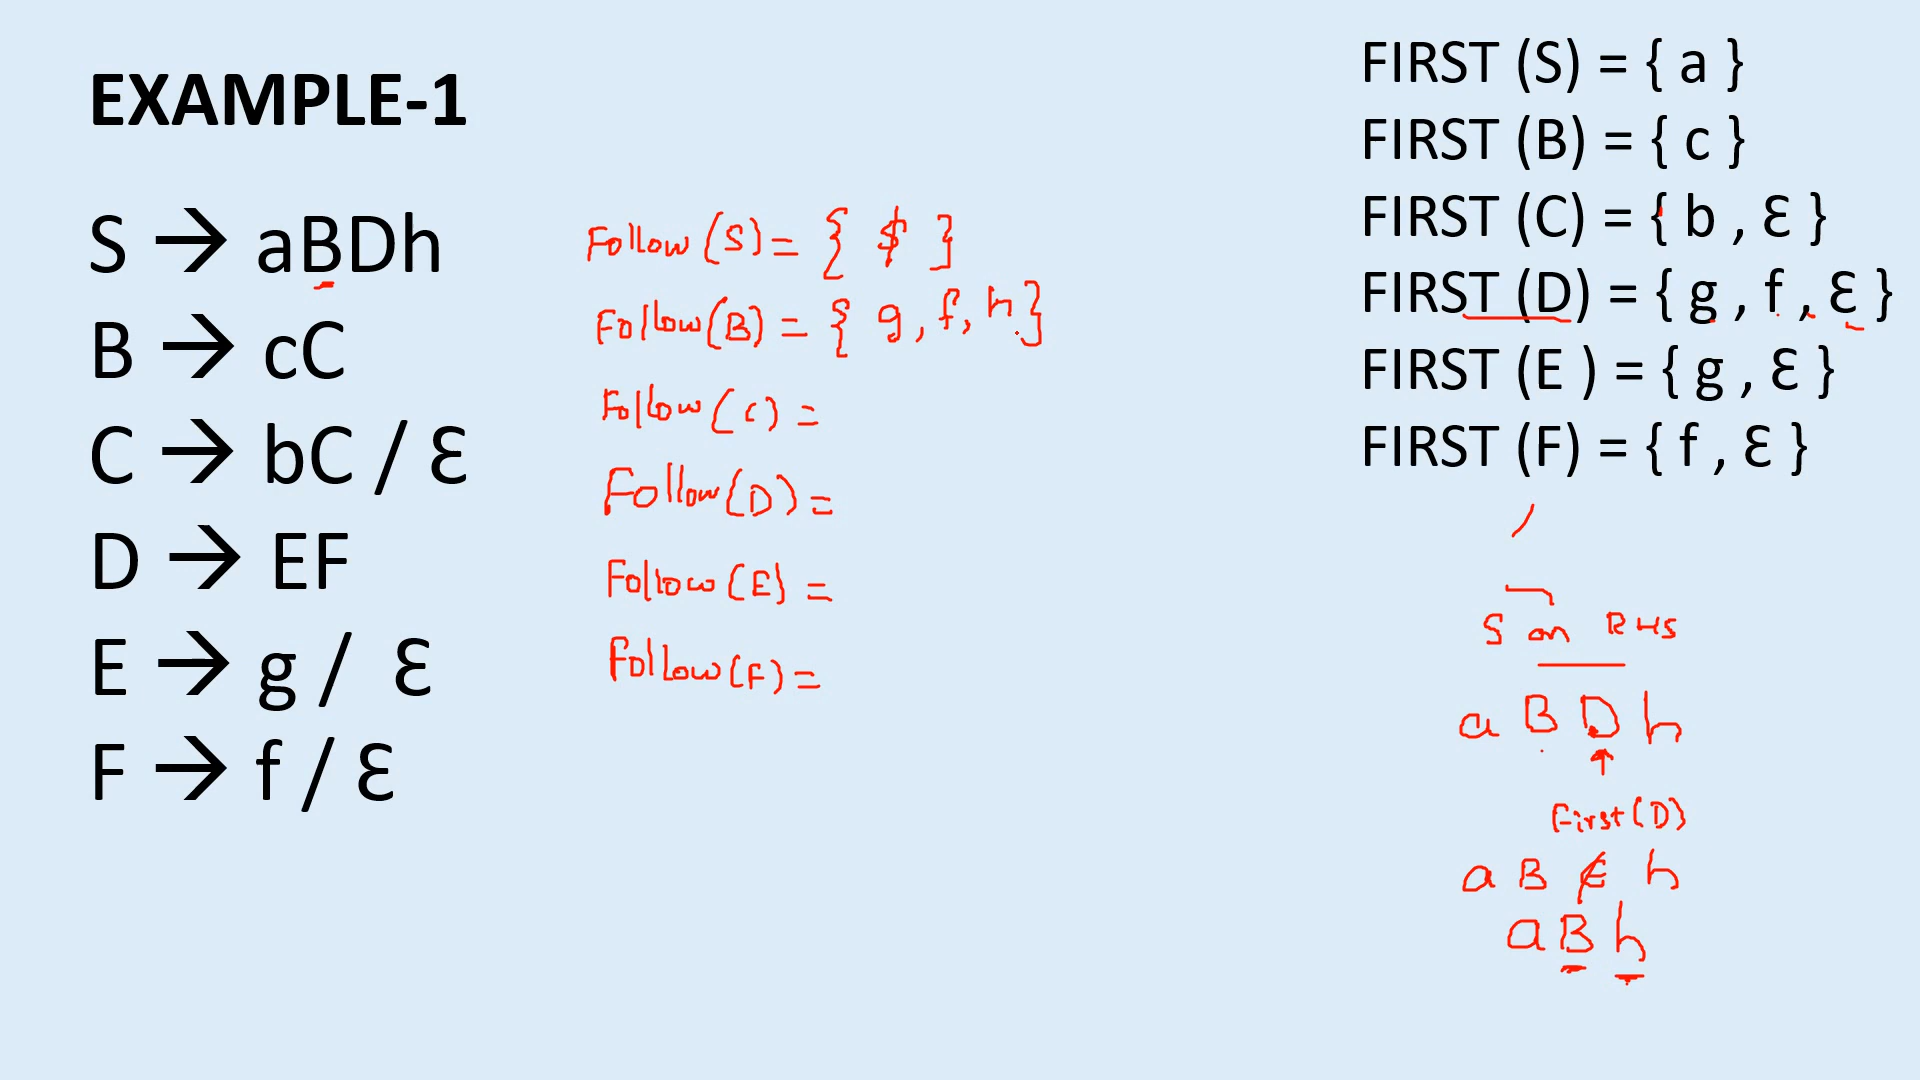 EXAMPLE-1
S → aBDh
B → cC
C → bC / Ɛ
D → EF
E → g / Ɛ
F → f / Ɛ
Follow(S) = { $ }
Follow(B) = { g, f, h }
Follow(C) =
Follow(D) =
Follow(E) =
Follow(F) =
FIRST (S) = { a }
FIRST (B) = { c }
FIRST (C) = { b , Ɛ }
FIRST (D) = { g , f , Ɛ }
FIRST (E ) = { g , Ɛ }
FIRST (F) = { f , Ɛ }
S on RHS
a B D h
First(D)
a B Ɛ h
a B h